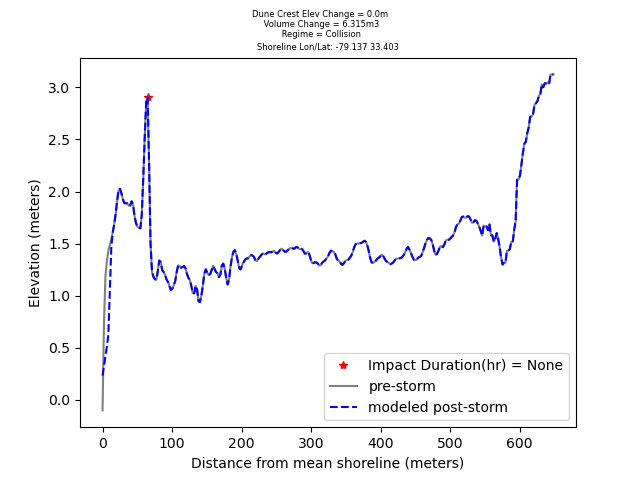 Dune Crest Elev Change = 0.0m
Volume Change = 6.315m3
Regime = Collision
Shoreline Lon/Lat: -79.137 33.403
3.0
2.5
2.0
1.5
1.0
0.5
0.0
Elevation (meters)
Impact Duration(hr) = None
pre-storm
modeled post-storm
0 100 200 300 400 500 600
Distance from mean shoreline (meters)